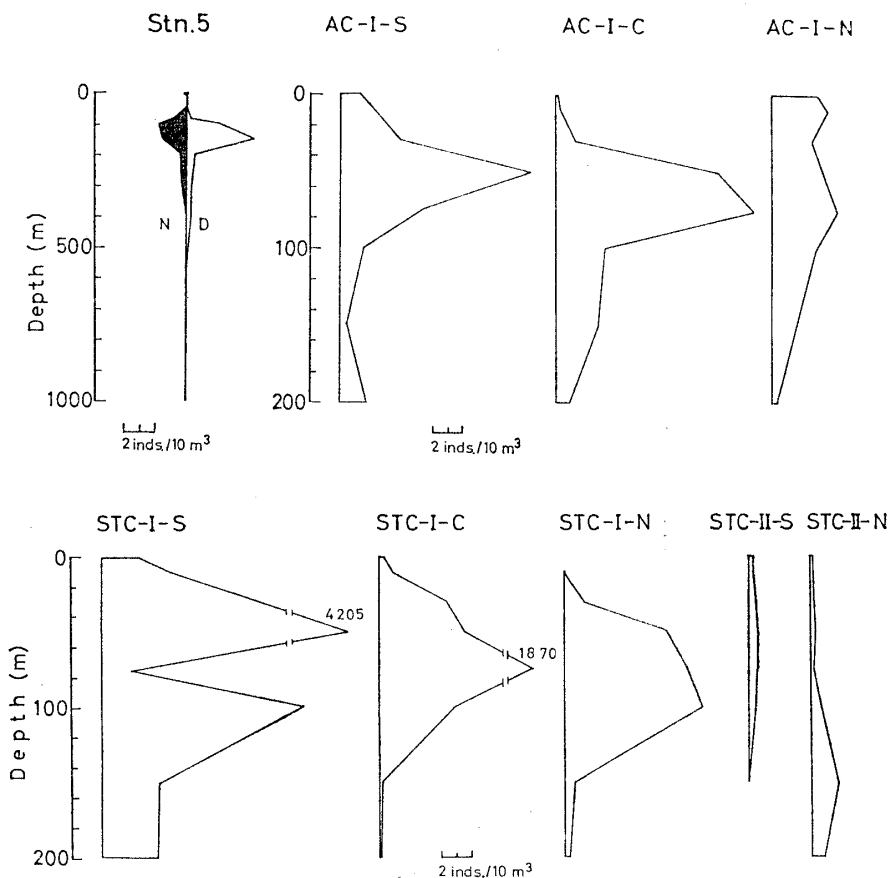 Stn.5
AC-I-S
AC-I-C
AC-I-N
0
500
1000
Depth (m)
N
D
2 inds./10 m³
0
100
200
2 inds./10 m³
STC-I-S
STC-I-C
STC-I-N
STC-II-S
STC-II-N
0
100
200
Depth (m)
4205
1870
2 inds./10 m³